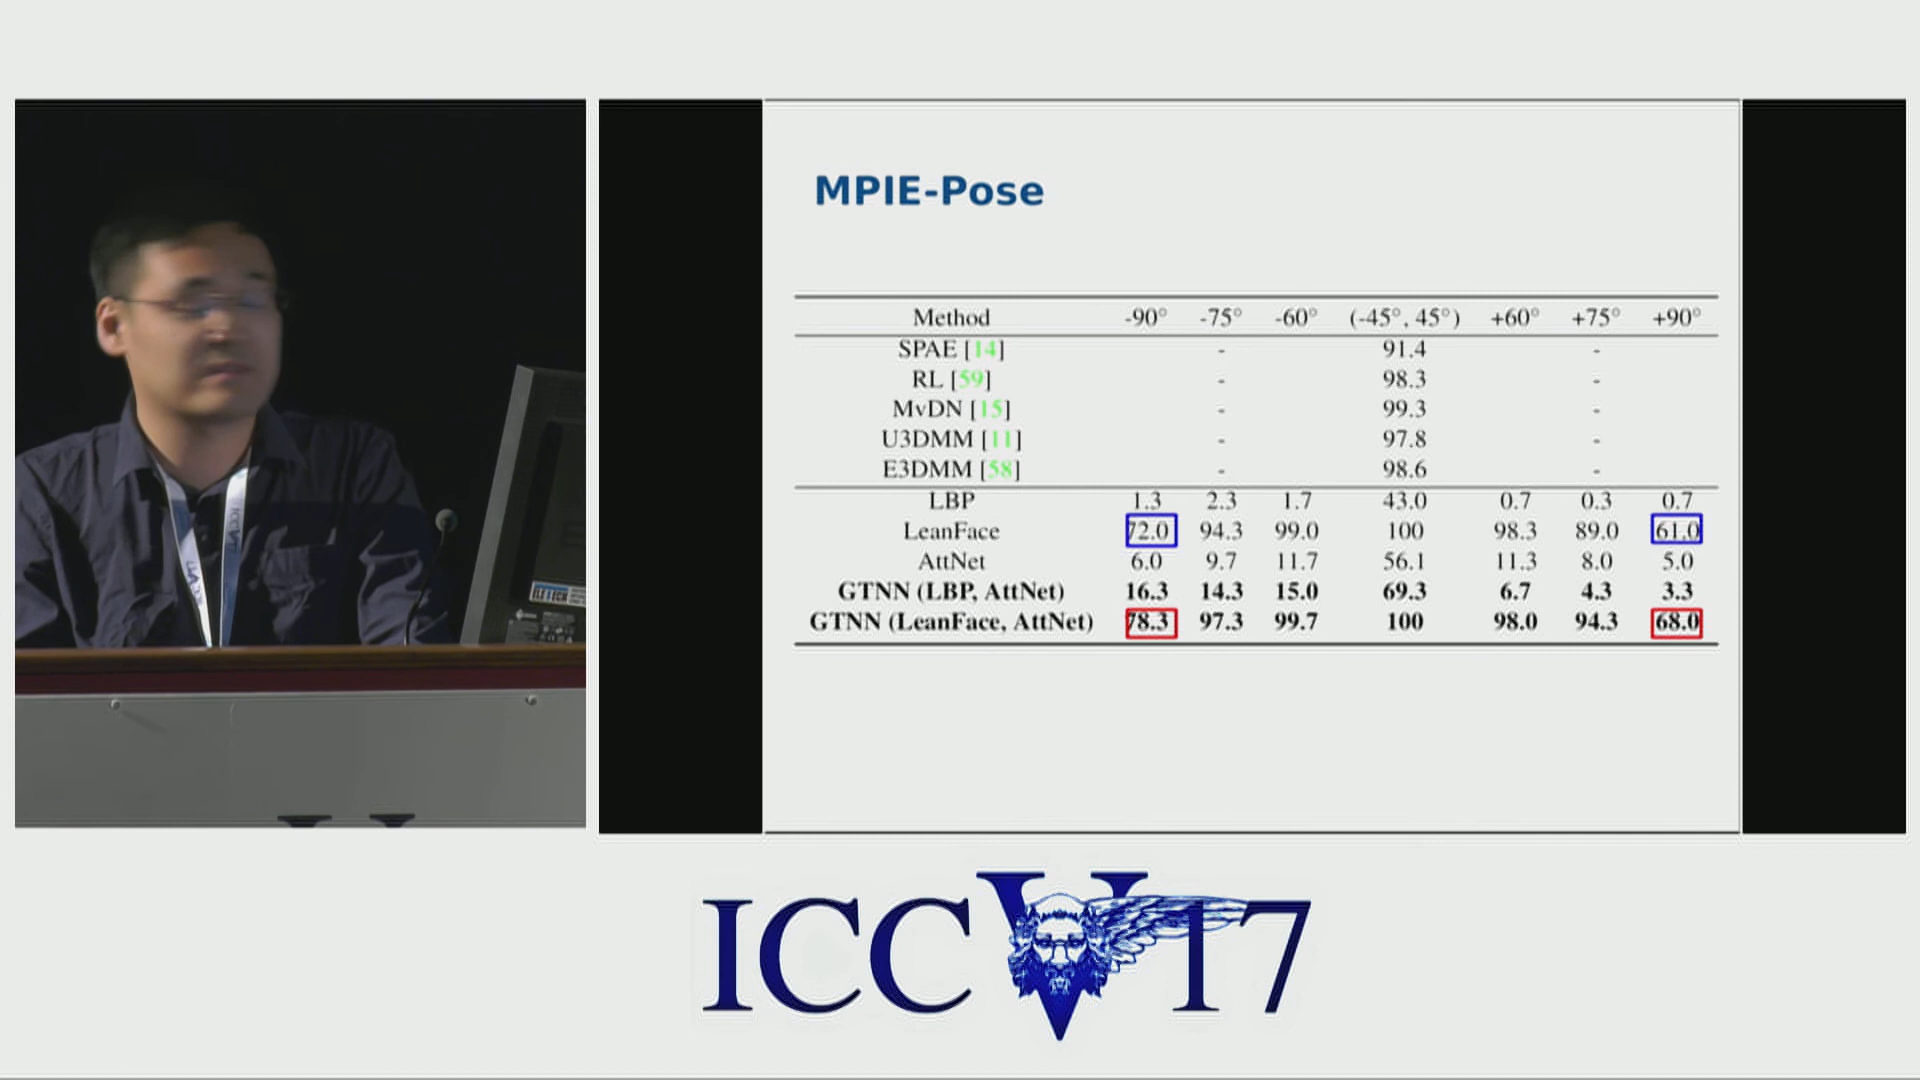 MPIE-Pose
Method -90° -75° -60° (-45°, 45°) +60° +75° +90°
SPAE [14] - 91.4 -
RL [59] - 98.3 -
MvDN [15] - 99.3 -
U3DMM [11] - 97.8 -
E3DMM [58] - 98.6 -
LBP 1.3 2.3 1.7 43.0 0.7 0.3 0.7
LeanFace 72.0 94.3 99.0 100 98.3 89.0 61.0
AttNet 6.0 9.7 11.7 56.1 11.3 8.0 5.0
GTNN (LBP, AttNet) 16.3 14.3 15.0 69.3 6.7 4.3 3.3
GTNN (LeanFace, AttNet) 78.3 97.3 99.7 100 98.0 94.3 68.0
ICCV17